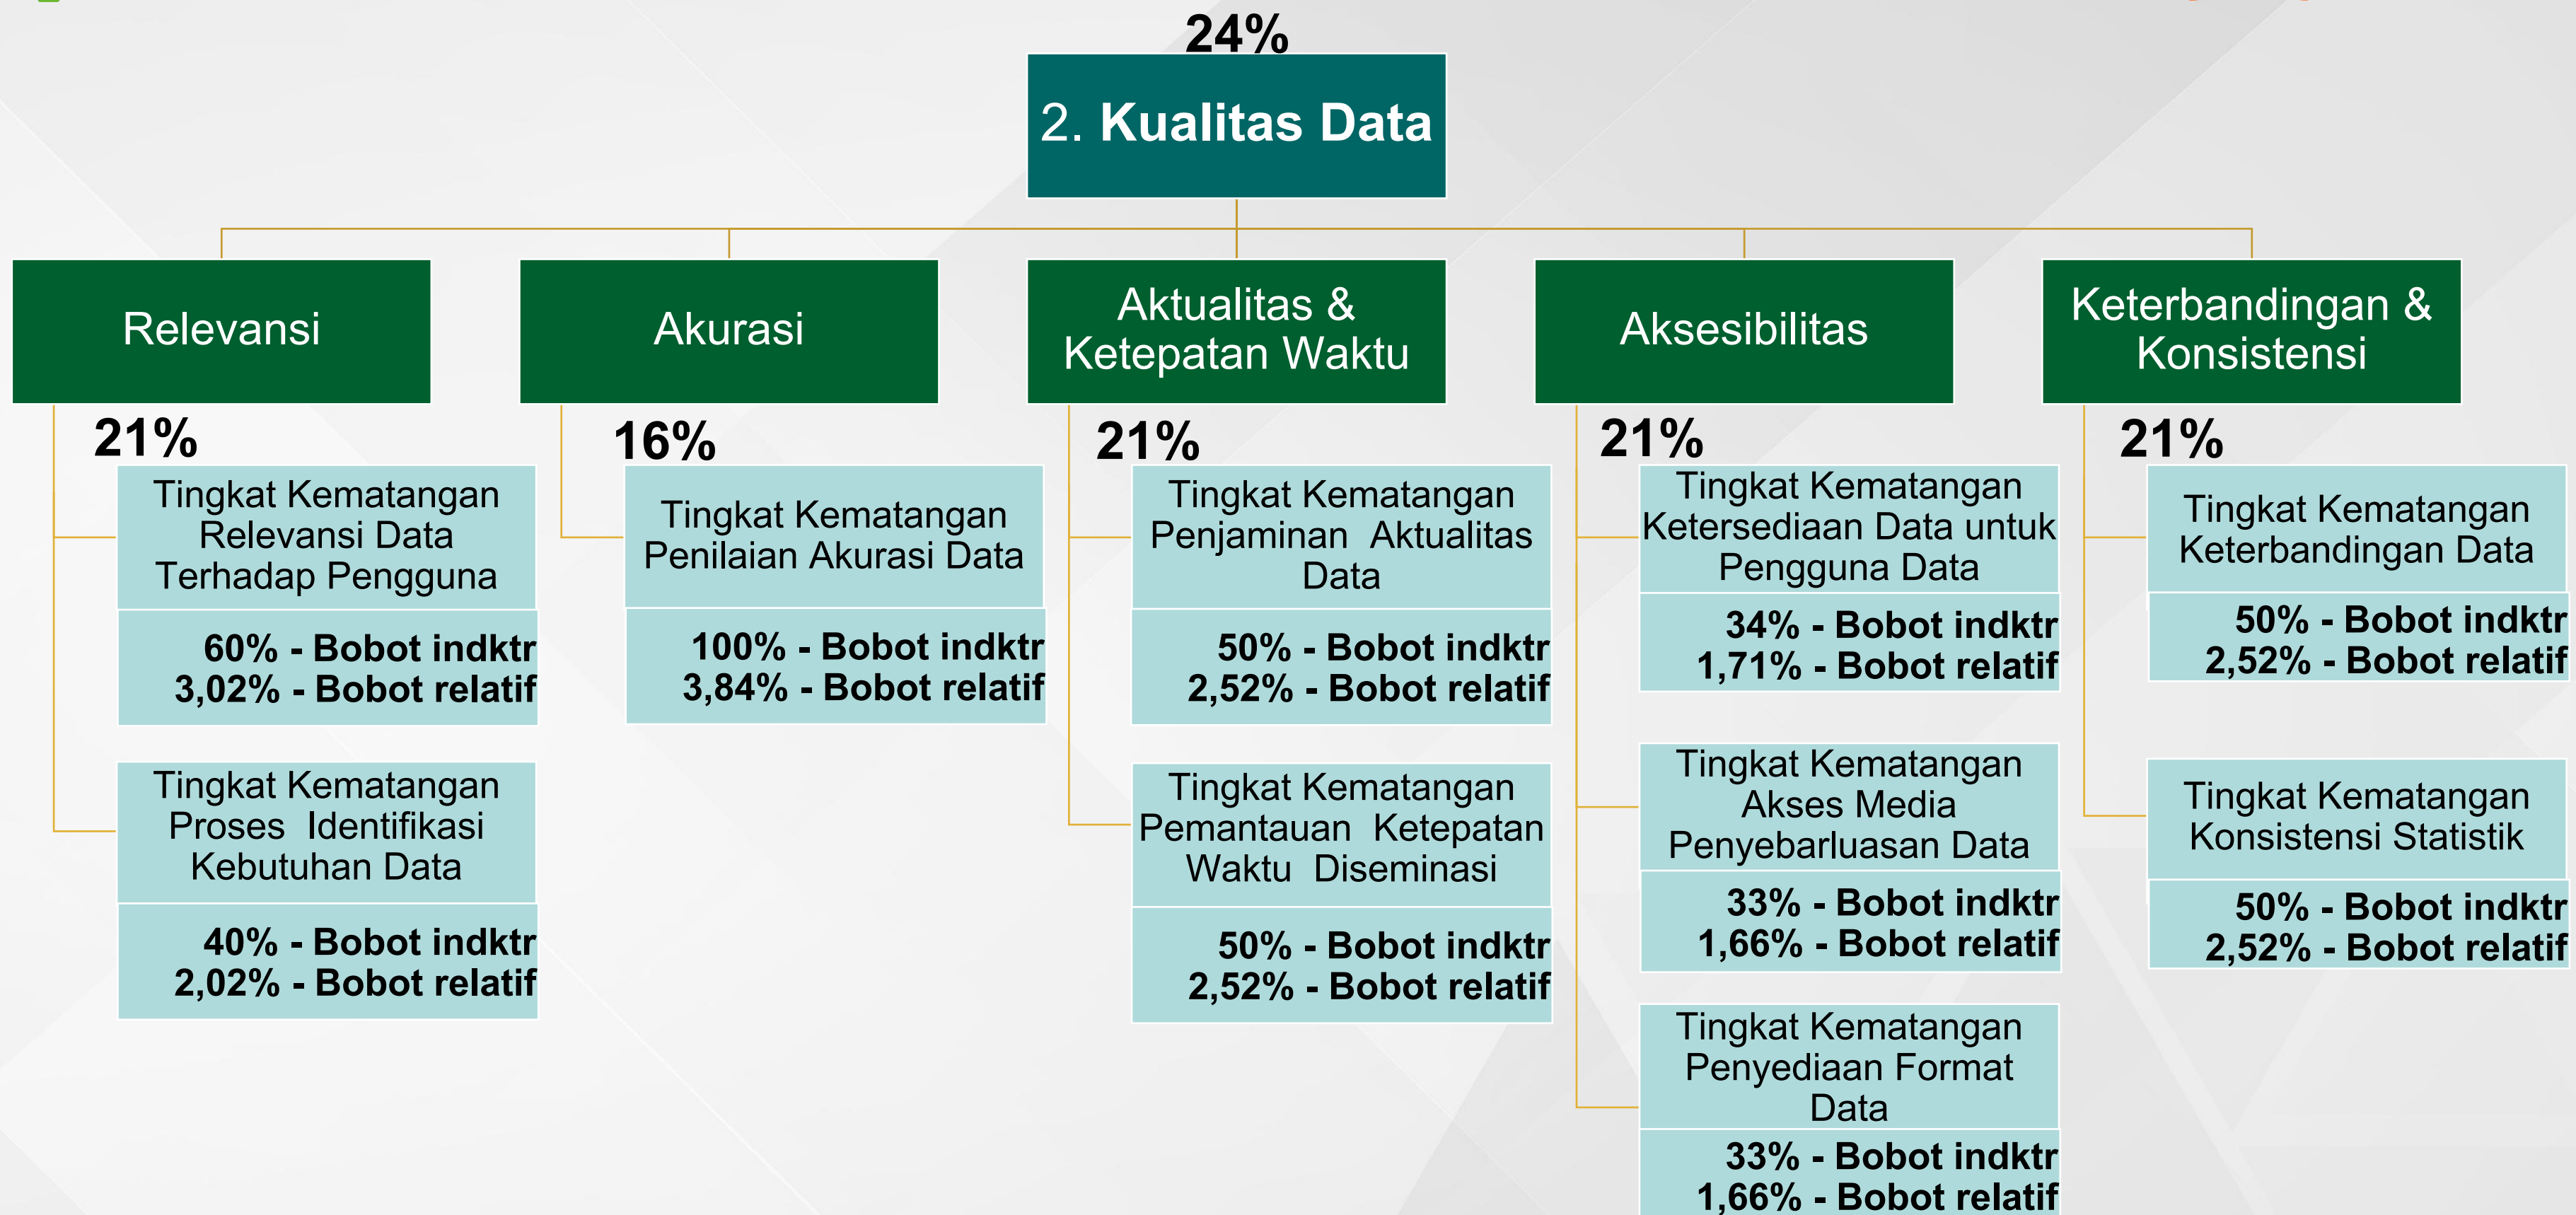 24%
2. Kualitas Data
Relevansi
21%
Tingkat Kematangan
Relevansi Data
Terhadap Pengguna
60% - Bobot indktr
3,02% - Bobot relatif
Tingkat Kematangan
Proses Identifikasi
Kebutuhan Data
40% - Bobot indktr
2,02% - Bobot relatif
Akurasi
16%
Tingkat Kematangan
Penilaian Akurasi Data
100% - Bobot indktr
3,84% - Bobot relatif
Aktualitas &
Ketepatan Waktu
21%
Tingkat Kematangan
Penjaminan Aktualitas
Data
50% - Bobot indktr
2,52% - Bobot relatif
Tingkat Kematangan
Pemantauan Ketepatan
Waktu Diseminasi
50% - Bobot indktr
2,52% - Bobot relatif
Aksesibilitas
21%
Tingkat Kematangan
Ketersediaan Data untuk
Pengguna Data
34% - Bobot indktr
1,71% - Bobot relatif
Tingkat Kematangan
Akses Media
Penyebarluasan Data
33% - Bobot indktr
1,66% - Bobot relatif
Tingkat Kematangan
Penyediaan Format
Data
33% - Bobot indktr
1,66% - Bobot relatif
Keterbandingan &
Konsistensi
21%
Tingkat Kematangan
Keterbandingan Data
50% - Bobot indktr
2,52% - Bobot relatif
Tingkat Kematangan
Konsistensi Statistik
50% - Bobot indktr
2,52% - Bobot relatif